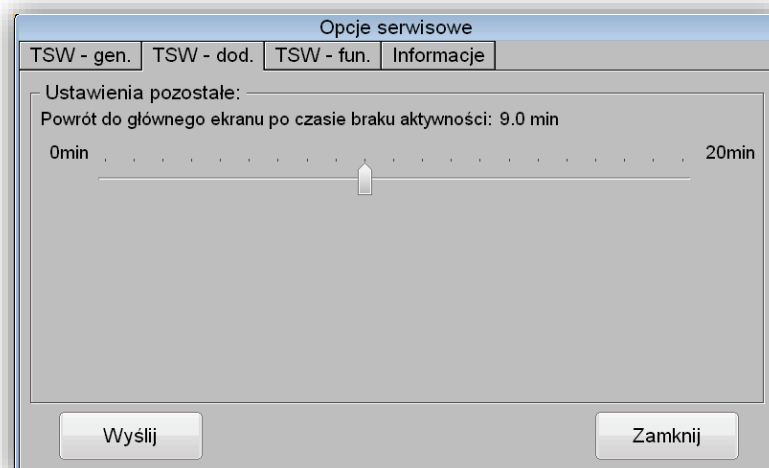 Opcje serwisowe
TSW - gen. TSW - dod. TSW - fun. Informacje
Ustawienia pozostałe:
Powrót do głównego ekranu po czasie braku aktywności: 9.0 min
0min 20min
Wyślij Zamknij